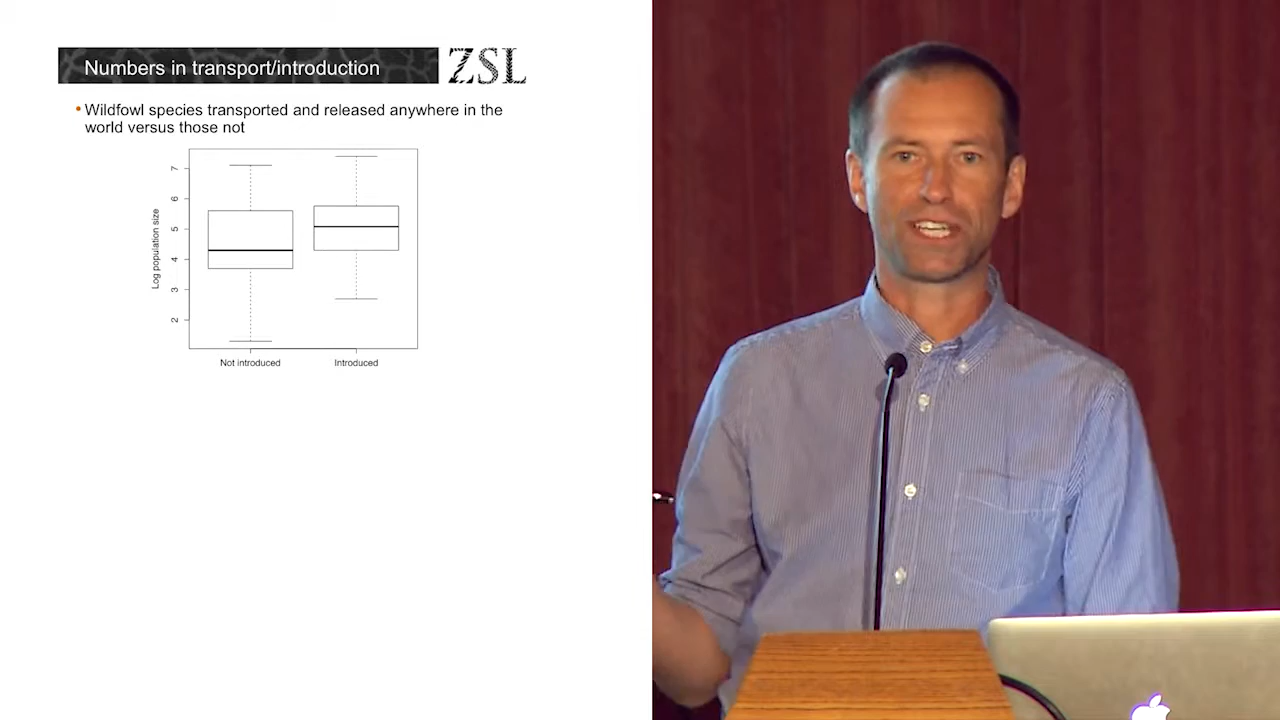 Numbers in transport/introduction
ZSL
• Wildfowl species transported and released anywhere in the
world versus those not
7
6
5
4
3
2
Log population size
Not introduced
Introduced